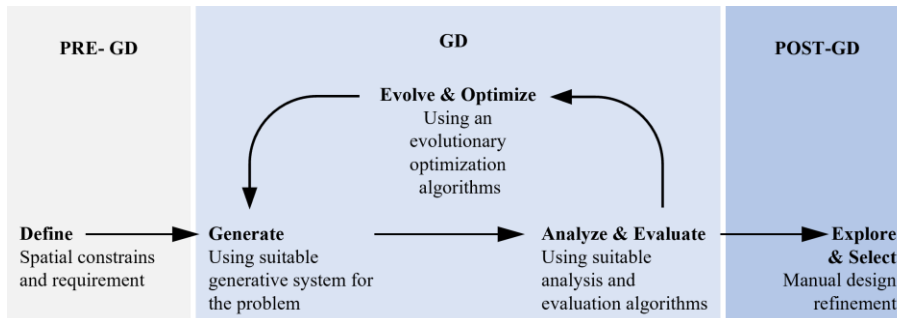 PRE- GD
GD
POST-GD
Evolve & Optimize
Using an
evolutionary
optimization
algorithms
Define
Spatial constrains
and requirement
Generate
Using suitable
generative system for
the problem
Analyze & Evaluate
Using suitable
analysis and
evaluation algorithms
Explore
& Select
Manual design
refinement